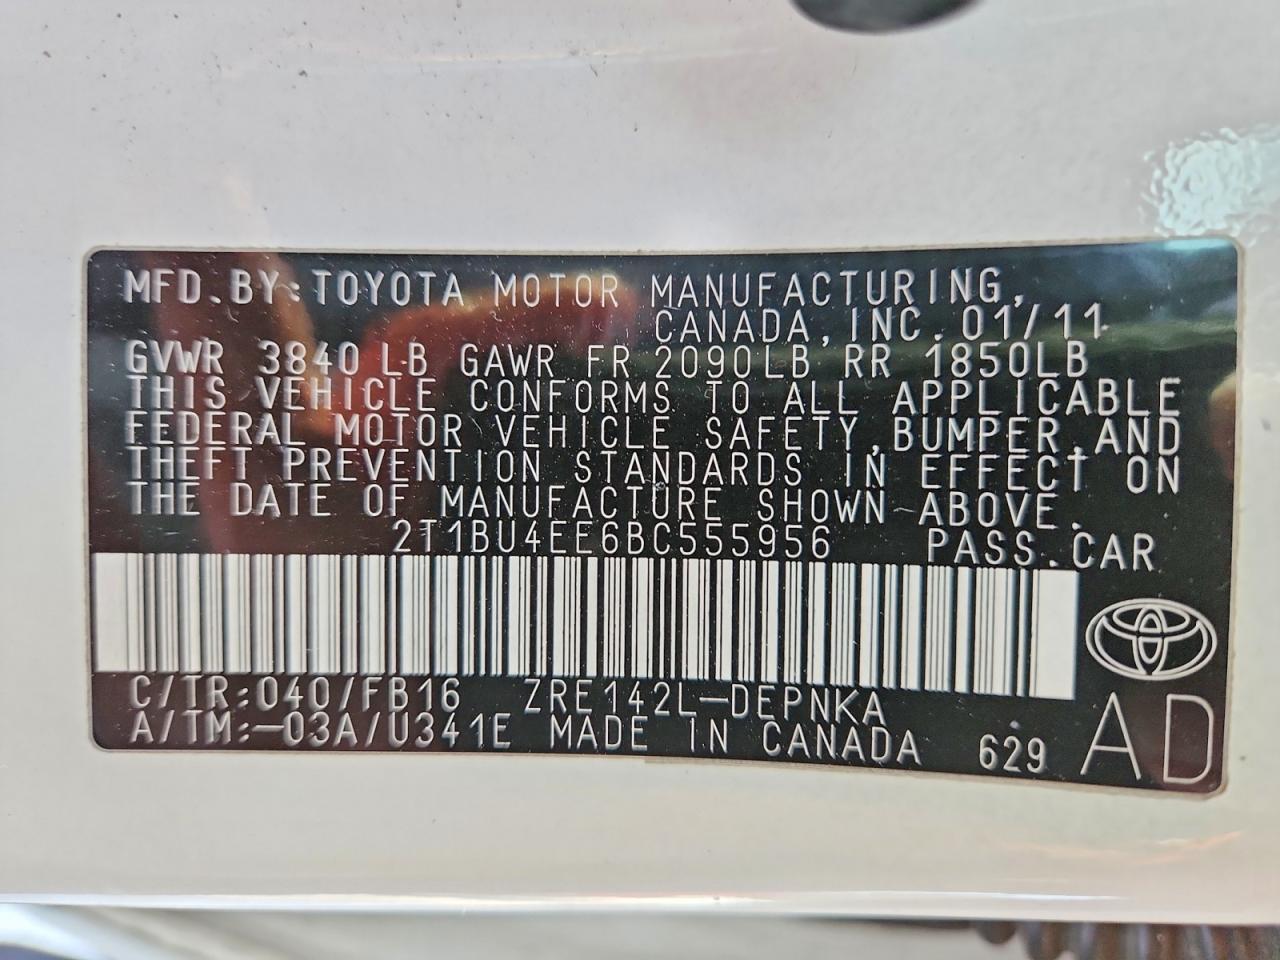 MFD.BY:TOYOTA MOTOR MANUFACTURING,
CANADA, INC. 01/11
GVWR 3840 LB GAWR FR 2090LB RR 1850LB
THIS VEHICLE CONFORMS TO ALL APPLICABLE
FEDERAL MOTOR VEHICLE SAFETY,BUMPER,AND
THEFT PREVENTION STANDARDS IN EFFECT ON
THE DATE OF MANUFACTURE SHOWN ABOVE.
2T1BU4EE6BC555956 PASS.CAR
C/TR:040/FB16 ZRE142L-DEPNKA
A/TM:-03A/U341E MADE IN CANADA 629 AD